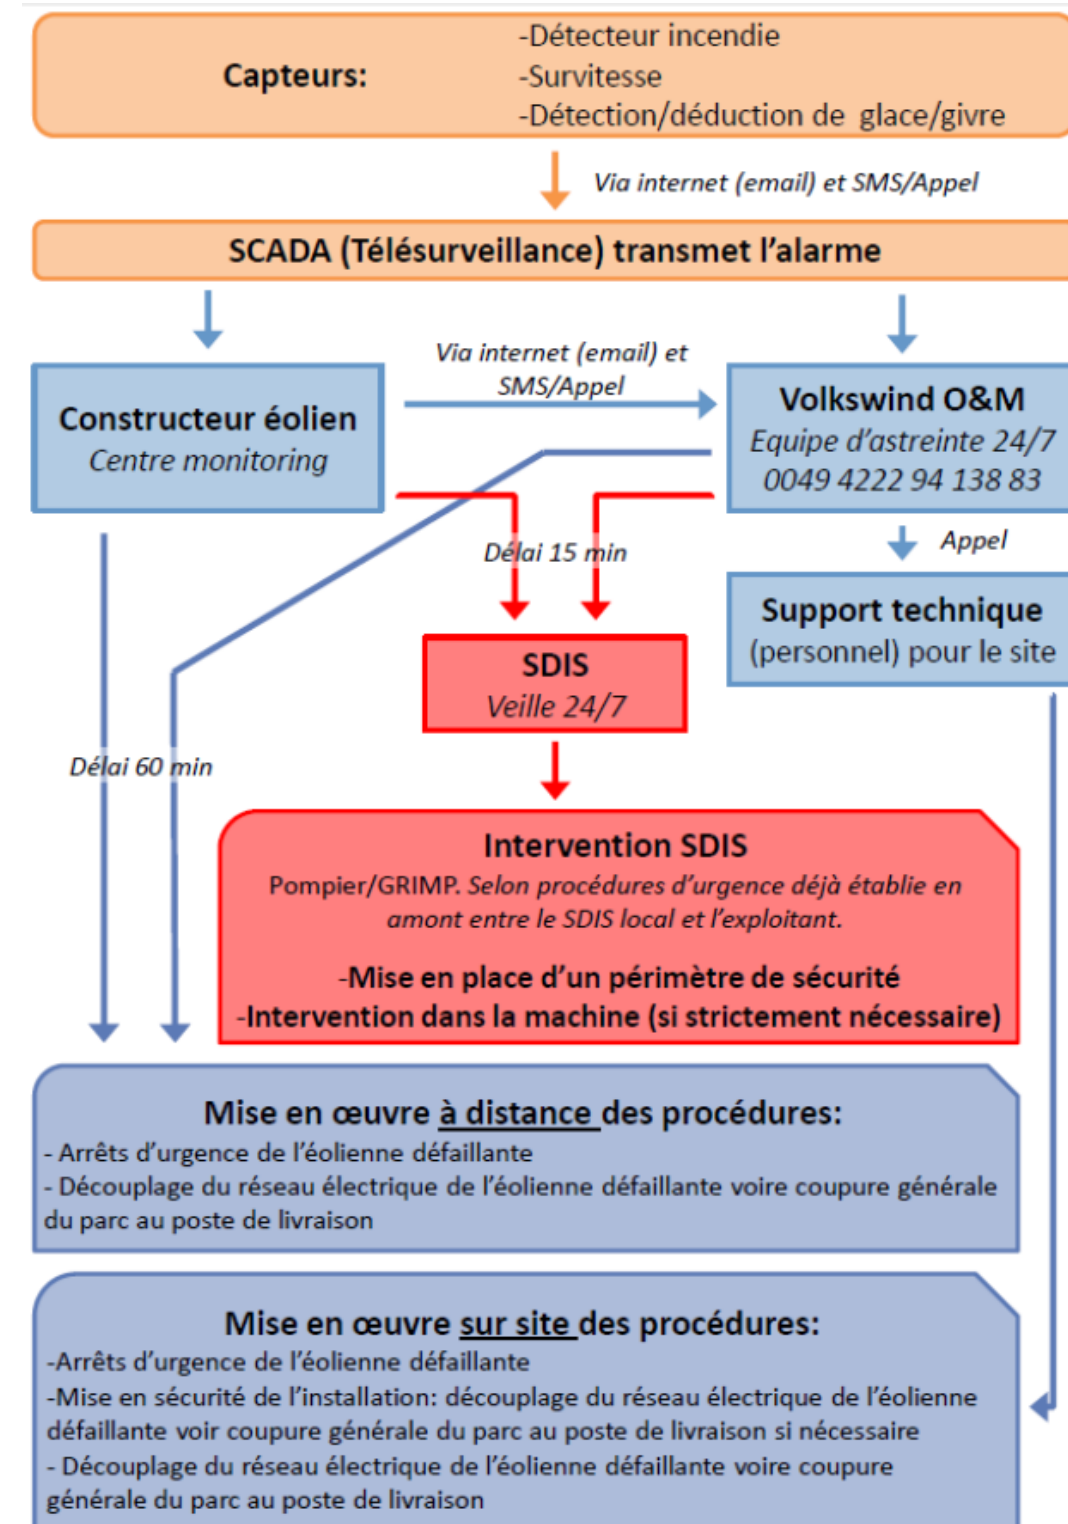 Capteurs:
-Détecteur incendie
-Survitesse
-Détection/déduction de glace/givre
Via internet (email) et SMS/Appel
SCADA (Télésurveillance) transmet l'alarme
Constructeur éolien
Centre monitoring
Via internet (email) et
SMS/Appel
Volkswind O&M
Equipe d'astreinte 24/7
0049 4222 94 138 83
Délai 15 min
Appel
Support technique
(personnel) pour le site
SDIS
Veille 24/7
Délai 60 min
Intervention SDIS
Pompier/GRIMP. Selon procédures d'urgence déjà établie en
amont entre le SDIS local et l'exploitant.
-Mise en place d'un périmètre de sécurité
-Intervention dans la machine (si strictement nécessaire)
Mise en œuvre à distance des procédures:
- Arrêts d'urgence de l'éolienne défaillante
- Découplage du réseau électrique de l'éolienne défaillante voire coupure générale
du parc au poste de livraison
Mise en œuvre sur site des procédures:
-Arrêts d'urgence de l'éolienne défaillante
-Mise en sécurité de l'installation: découplage du réseau électrique de l'éolienne
défaillante voir coupure générale du parc au poste de livraison si nécessaire
- Découplage du réseau électrique de l'éolienne défaillante voire coupure
générale du parc au poste de livraison